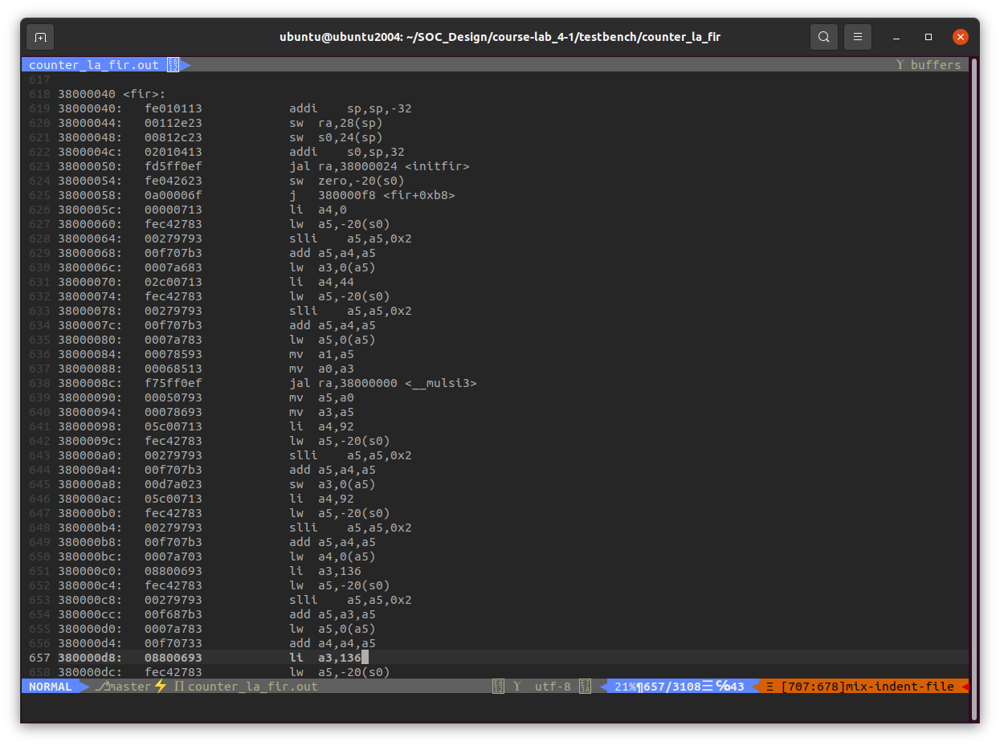 ubuntu@ubuntu2004: ~/SOC_Design/course-lab_4-1/testbench/counter_la_fir
counter_la_fir.out buffers
617
618 38000040 <fir>:
619 38000040: fe010113 addi sp,sp,-32
620 38000044: 00112e23 sw ra,28(sp)
621 38000048: 00812c23 sw s0,24(sp)
622 3800004c: 02010413 addi s0,sp,32
623 38000050: fd5ff0ef jal ra,38000024 <initfir>
624 38000054: fe042623 sw zero,-20(s0)
625 38000058: 0a00006f j 380000f8 <fir+0xb8>
626 3800005c: 00000713 li a4,0
627 38000060: fec42783 lw a5,-20(s0)
628 38000064: 00279793 slli a5,a5,0x2
629 38000068: 00f707b3 add a5,a4,a5
630 3800006c: 0007a683 lw a3,0(a5)
631 38000070: 02c00713 li a4,44
632 38000074: fec42783 lw a5,-20(s0)
633 38000078: 00279793 slli a5,a5,0x2
634 3800007c: 00f707b3 add a5,a4,a5
635 38000080: 0007a783 lw a5,0(a5)
636 38000084: 00078593 mv a1,a5
637 38000088: 00068513 mv a0,a3
638 3800008c: f75ff0ef jal ra,38000000 <__mulsi3>
639 38000090: 00050793 mv a5,a0
640 38000094: 00078693 mv a3,a5
641 38000098: 05c00713 li a4,92
642 3800009c: fec42783 lw a5,-20(s0)
643 380000a0: 00279793 slli a5,a5,0x2
644 380000a4: 00f707b3 add a5,a4,a5
645 380000a8: 00d7a023 sw a3,0(a5)
646 380000ac: 05c00713 li a4,92
647 380000b0: fec42783 lw a5,-20(s0)
648 380000b4: 00279793 slli a5,a5,0x2
649 380000b8: 00f707b3 add a5,a4,a5
650 380000bc: 0007a703 lw a4,0(a5)
651 380000c0: 08800693 li a3,136
652 380000c4: fec42783 lw a5,-20(s0)
653 380000c8: 00279793 slli a5,a5,0x2
654 380000cc: 00f687b3 add a5,a3,a5
655 380000d0: 0007a783 lw a5,0(a5)
656 380000d4: 00f70733 add a4,a4,a5
657 380000d8: 08800693 li a3,136
658 380000dc: fec42783 lw a5,-20(s0)
NORMAL master⚡ Π counter_la_fir.out utf-8 21%¶657/3108☰℅43 Ξ [707:678]mix-indent-file